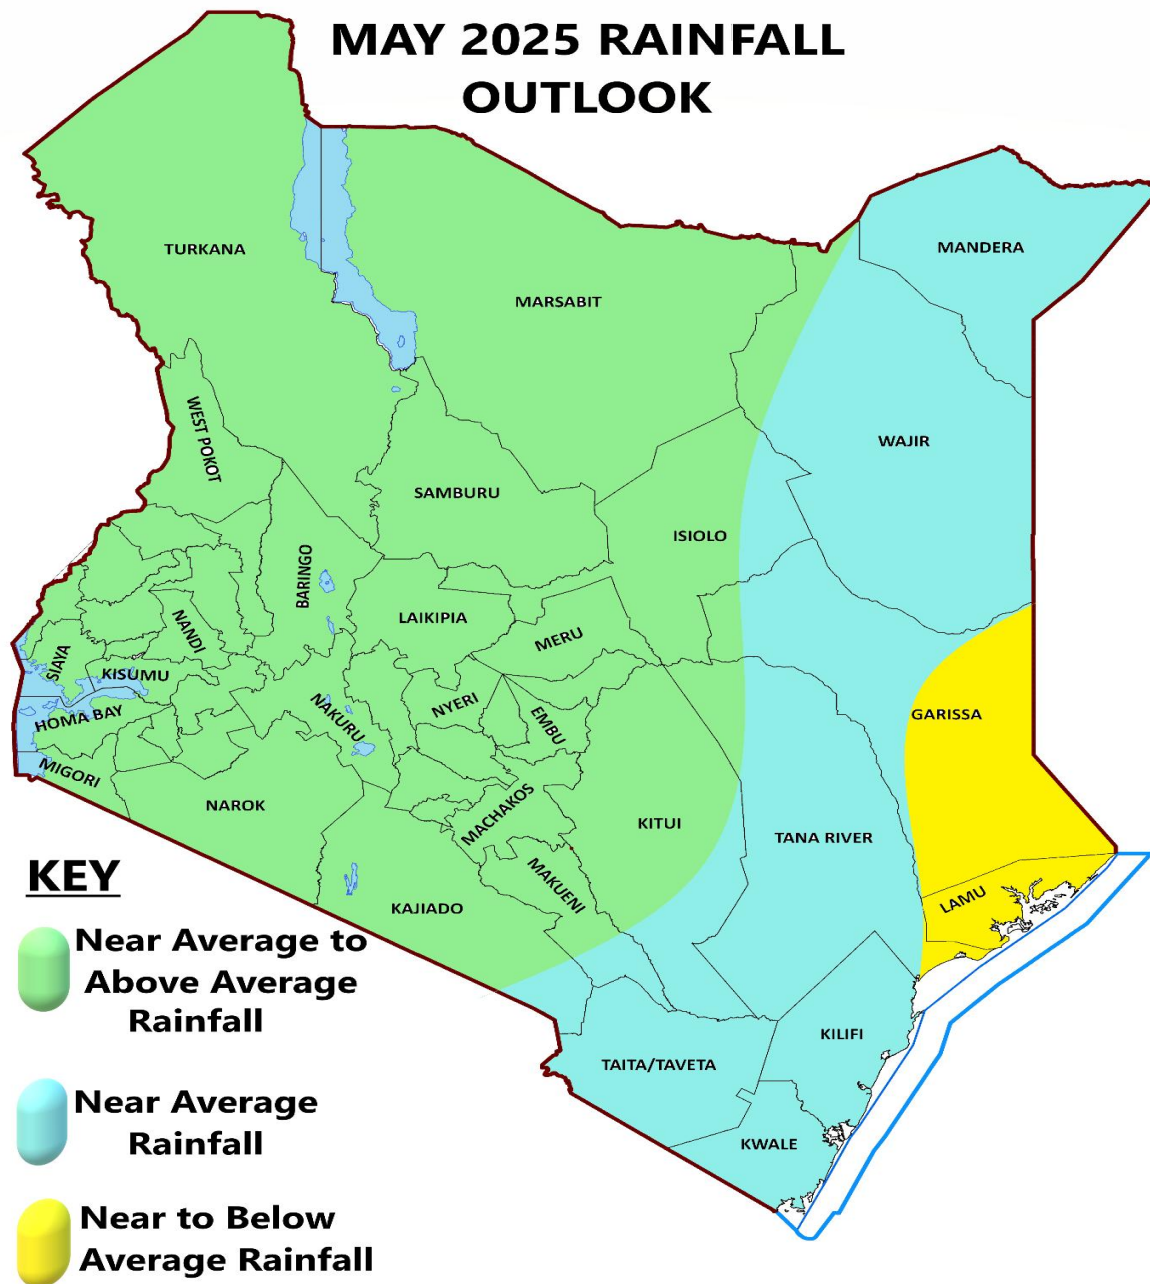 MAY 2025 RAINFALL
OUTLOOK
TURKANA
MANDERA
MARSABIT
WEST POKOT
WAJIR
SAMBURU
ISIOLO
BARINGO
LAIKIPIA
NANDI
MERU
SIAYA
KISUMU
NYERI
HOMA BAY
NAKURU
EMBU
GARISSA
MIGORI
NAROK
MACHAKOS
KITUI
TANA RIVER
MAKUENI
LAMU
KAJIADO
KILIFI
TAITA/TAVETA
KWALE
KEY
Near Average to
Above Average
Rainfall
Near Average
Rainfall
Near to Below
Average Rainfall